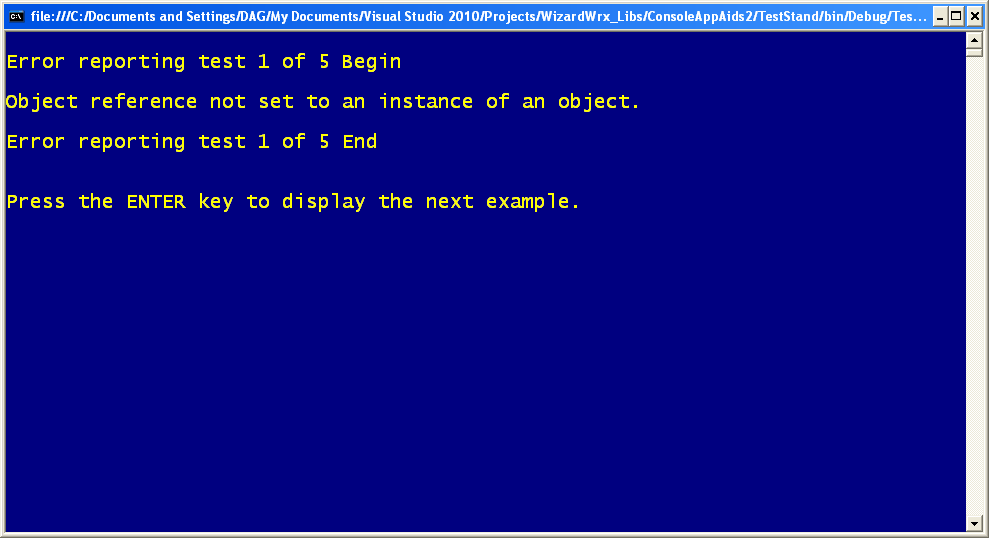 file:///C:/Documents and Settings/DAG/My Documents/Visual Studio 2010/Projects/WizardWrx_Libs/ConsoleAppAids2/TestStand/bin/Debug/Tes...
Error reporting test 1 of 5 Begin
Object reference not set to an instance of an object.
Error reporting test 1 of 5 End
Press the ENTER key to display the next example.